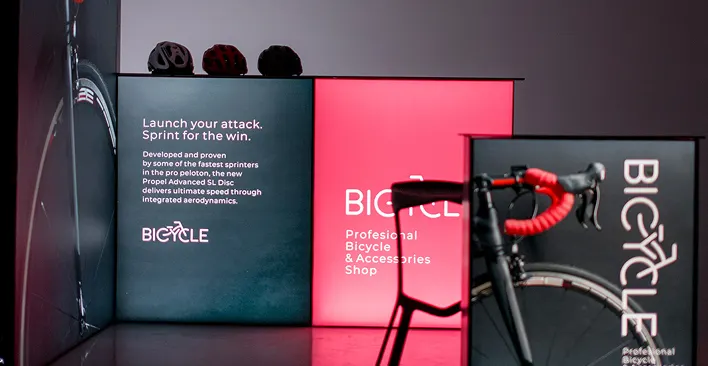 Launch your attack.
Sprint for the win.
Developed and proven
by some of the fastest sprinters
in the pro peloton, the new
Propel Advanced SL Disc
delivers ultimate speed through
integrated aerodynamics.
BICYCLE
BICYCLE
Profesional
Bicycle
& Accessories
Shop
BICYCLE
Profesional
Bicycle